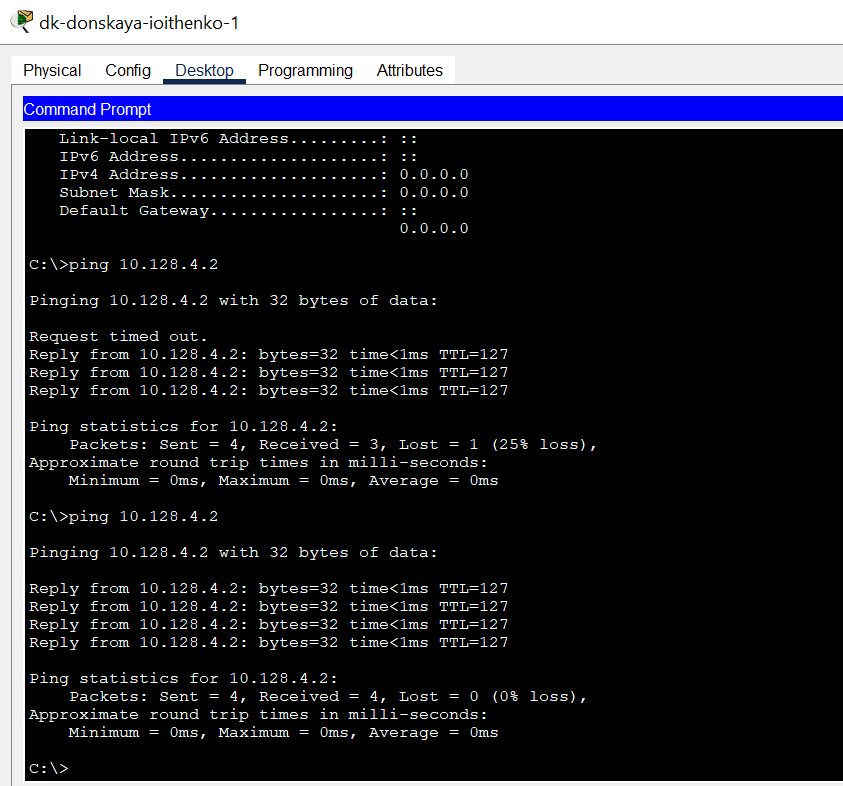 dk-donskaya-ioithenko-1
Physical Config Desktop Programming Attributes
Command Prompt
Link-local IPv6 Address.........: ::
IPv6 Address....................: ::
IPv4 Address....................: 0.0.0.0
Subnet Mask.....................: 0.0.0.0
Default Gateway.................: ::
0.0.0.0
C:\>ping 10.128.4.2
Pinging 10.128.4.2 with 32 bytes of data:
Request timed out.
Reply from 10.128.4.2: bytes=32 time<1ms TTL=127
Reply from 10.128.4.2: bytes=32 time<1ms TTL=127
Reply from 10.128.4.2: bytes=32 time<1ms TTL=127
Ping statistics for 10.128.4.2:
Packets: Sent = 4, Received = 3, Lost = 1 (25% loss),
Approximate round trip times in milli-seconds:
Minimum = 0ms, Maximum = 0ms, Average = 0ms
C:\>ping 10.128.4.2
Pinging 10.128.4.2 with 32 bytes of data:
Reply from 10.128.4.2: bytes=32 time<1ms TTL=127
Reply from 10.128.4.2: bytes=32 time<1ms TTL=127
Reply from 10.128.4.2: bytes=32 time<1ms TTL=127
Reply from 10.128.4.2: bytes=32 time<1ms TTL=127
Ping statistics for 10.128.4.2:
Packets: Sent = 4, Received = 4, Lost = 0 (0% loss),
Approximate round trip times in milli-seconds:
Minimum = 0ms, Maximum = 0ms, Average = 0ms
C:\>